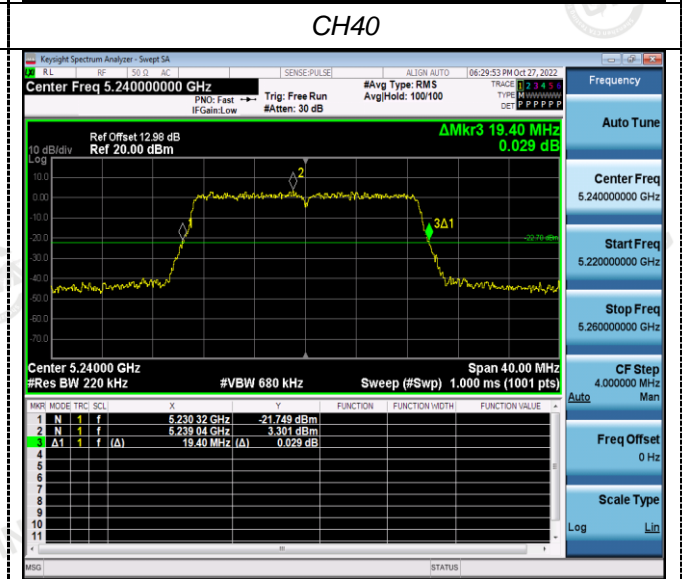 CH40
Keysight Spectrum Analyzer - Swept SA
RL RF 50 Ω AC SENSE:PULSE ALIGN AUTO 06:29:53 PM Oct 27, 2022
Center Freq 5.240000000 GHz #Avg Type: RMS TRACE 1 2 3 4 5 6
PNO: Fast Trig: Free Run Avg|Hold: 100/100 TYPE M WWWWW
IFGain:Low #Atten: 30 dB DET P P P P P P
Ref Offset 12.98 dB ΔMkr3 19.40 MHz
10 dB/div Ref 20.00 dBm 0.029 dB
Log
10.0
0.00
-10.0
-20.0
-30.0
-40.0
-50.0
-60.0
-70.0
2
3Δ1
-22.70 dBm
Center 5.24000 GHz Span 40.00 MHz
#Res BW 220 kHz #VBW 680 kHz Sweep (#Swp) 1.000 ms (1001 pts)
MKR MODE TRC SCL X Y FUNCTION FUNCTION WIDTH FUNCTION VALUE
1 N 1 f 5.230 32 GHz -21.749 dBm
2 N 1 f 5.239 04 GHz 3.301 dBm
3 Δ1 1 f (Δ) 19.40 MHz (Δ) 0.029 dB
4
5
6
7
8
9
10
11
MSG STATUS
Frequency
Auto Tune
Center Freq
5.240000000 GHz
Start Freq
5.220000000 GHz
Stop Freq
5.260000000 GHz
CF Step
4.000000 MHz
Auto Man
Freq Offset
0 Hz
Scale Type
Log Lin